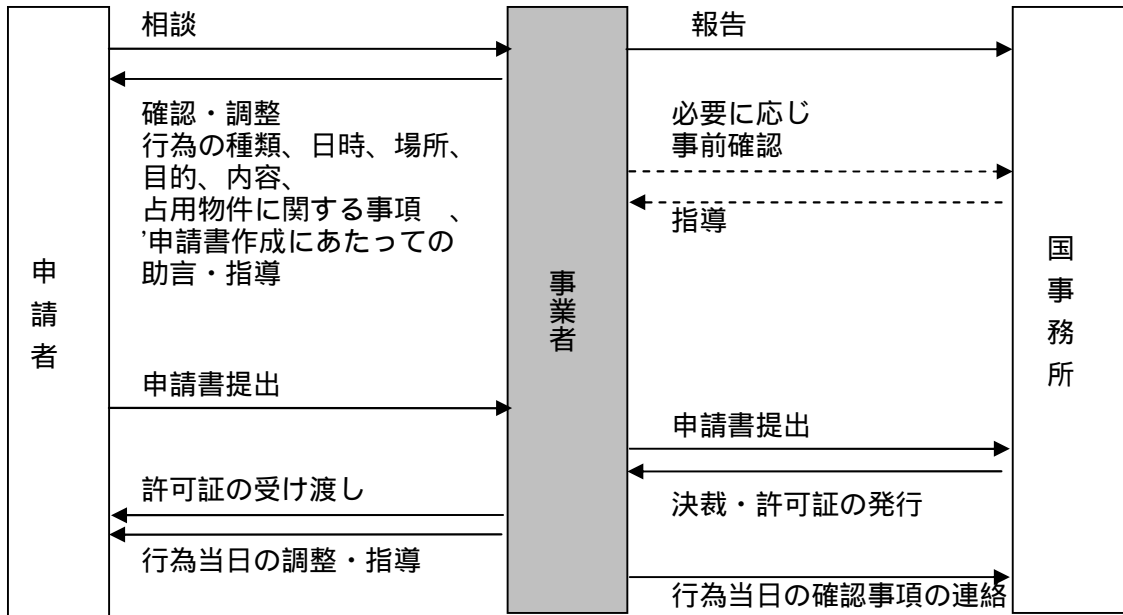 相談
報告
確認・調整
行為の種類、日時、場所、
目的、内容、
占用物件に関する事項　、
'申請書作成にあたっての
助言・指導
必要に応じ
事前確認
指導
申請者
事業者
国事務所
申請書提出
申請書提出
許可証の受け渡し
決裁・許可証の発行
行為当日の調整・指導
行為当日の確認事項の連絡